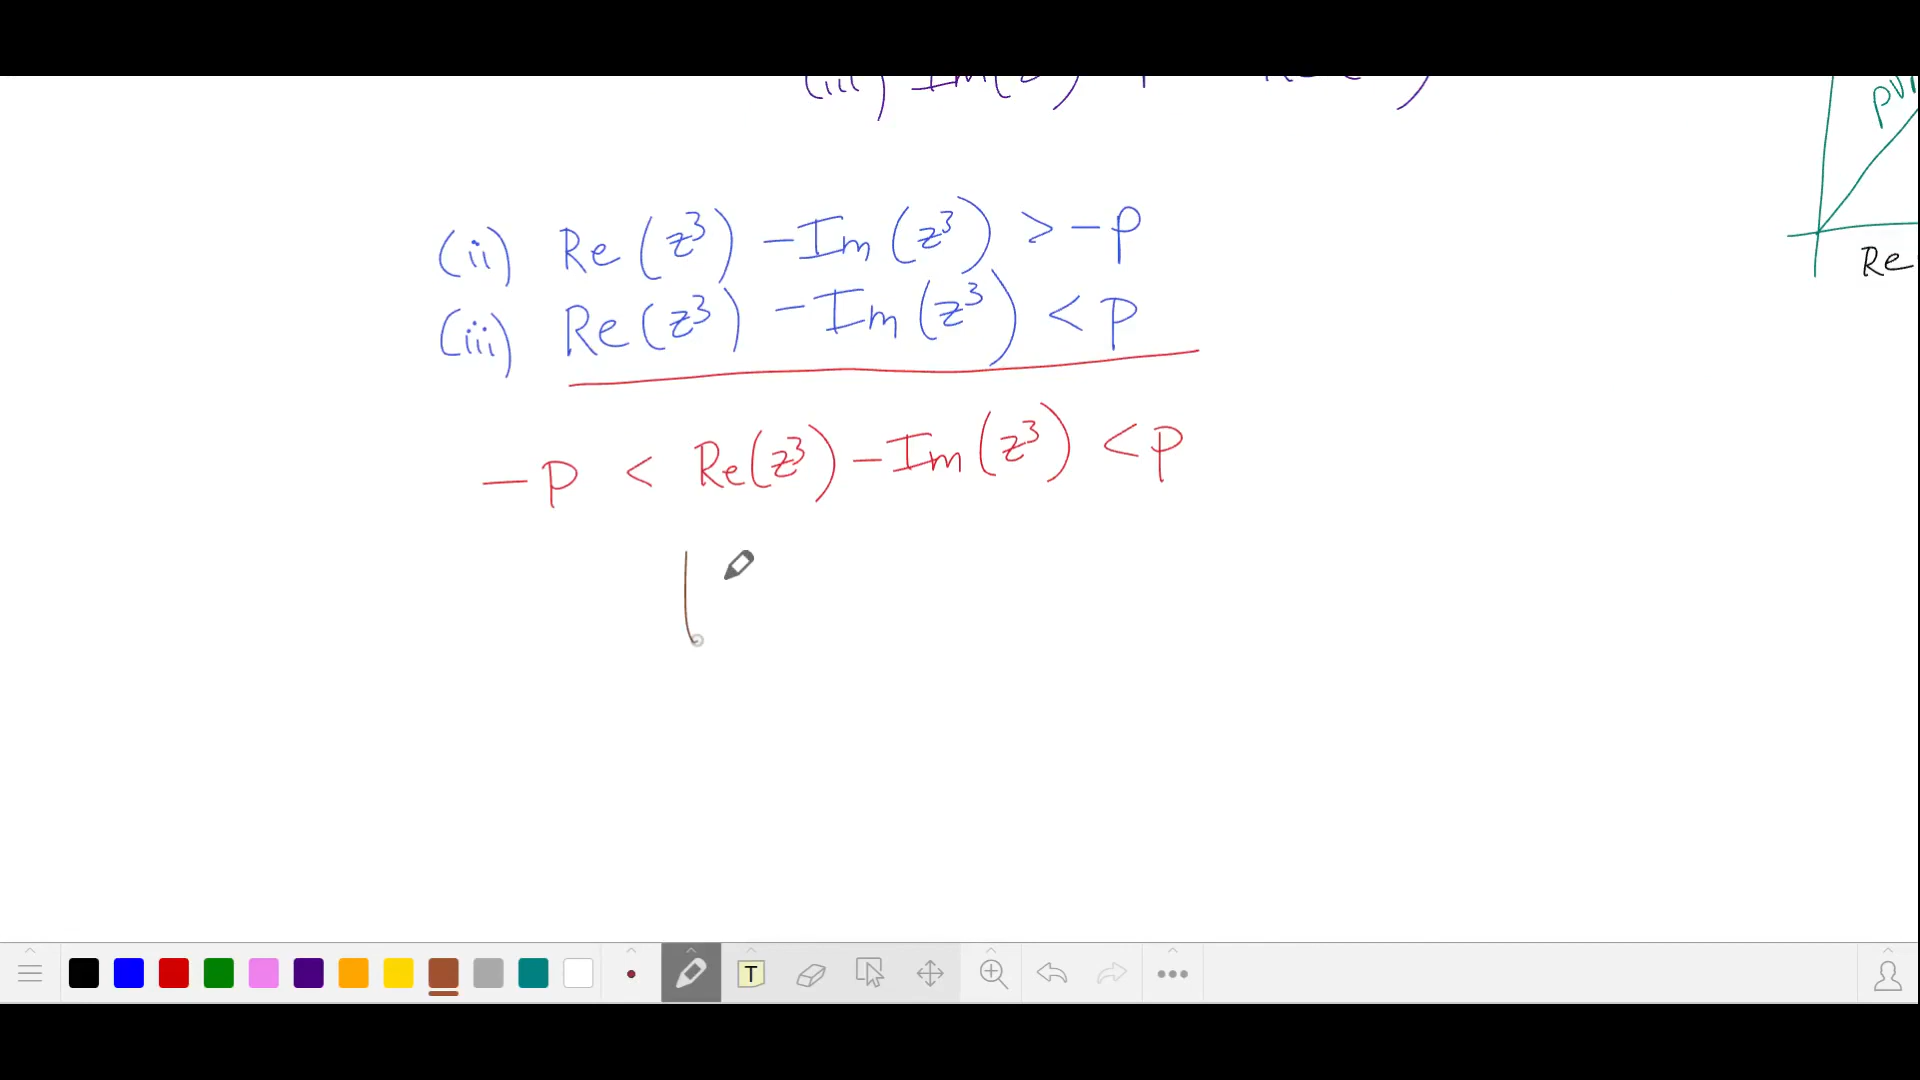 (ii) Re(z³) - Im(z³) > -p
(iii) Re(z³) - Im(z³) < p
-p < Re(z³) - Im(z³) < p
Re
T